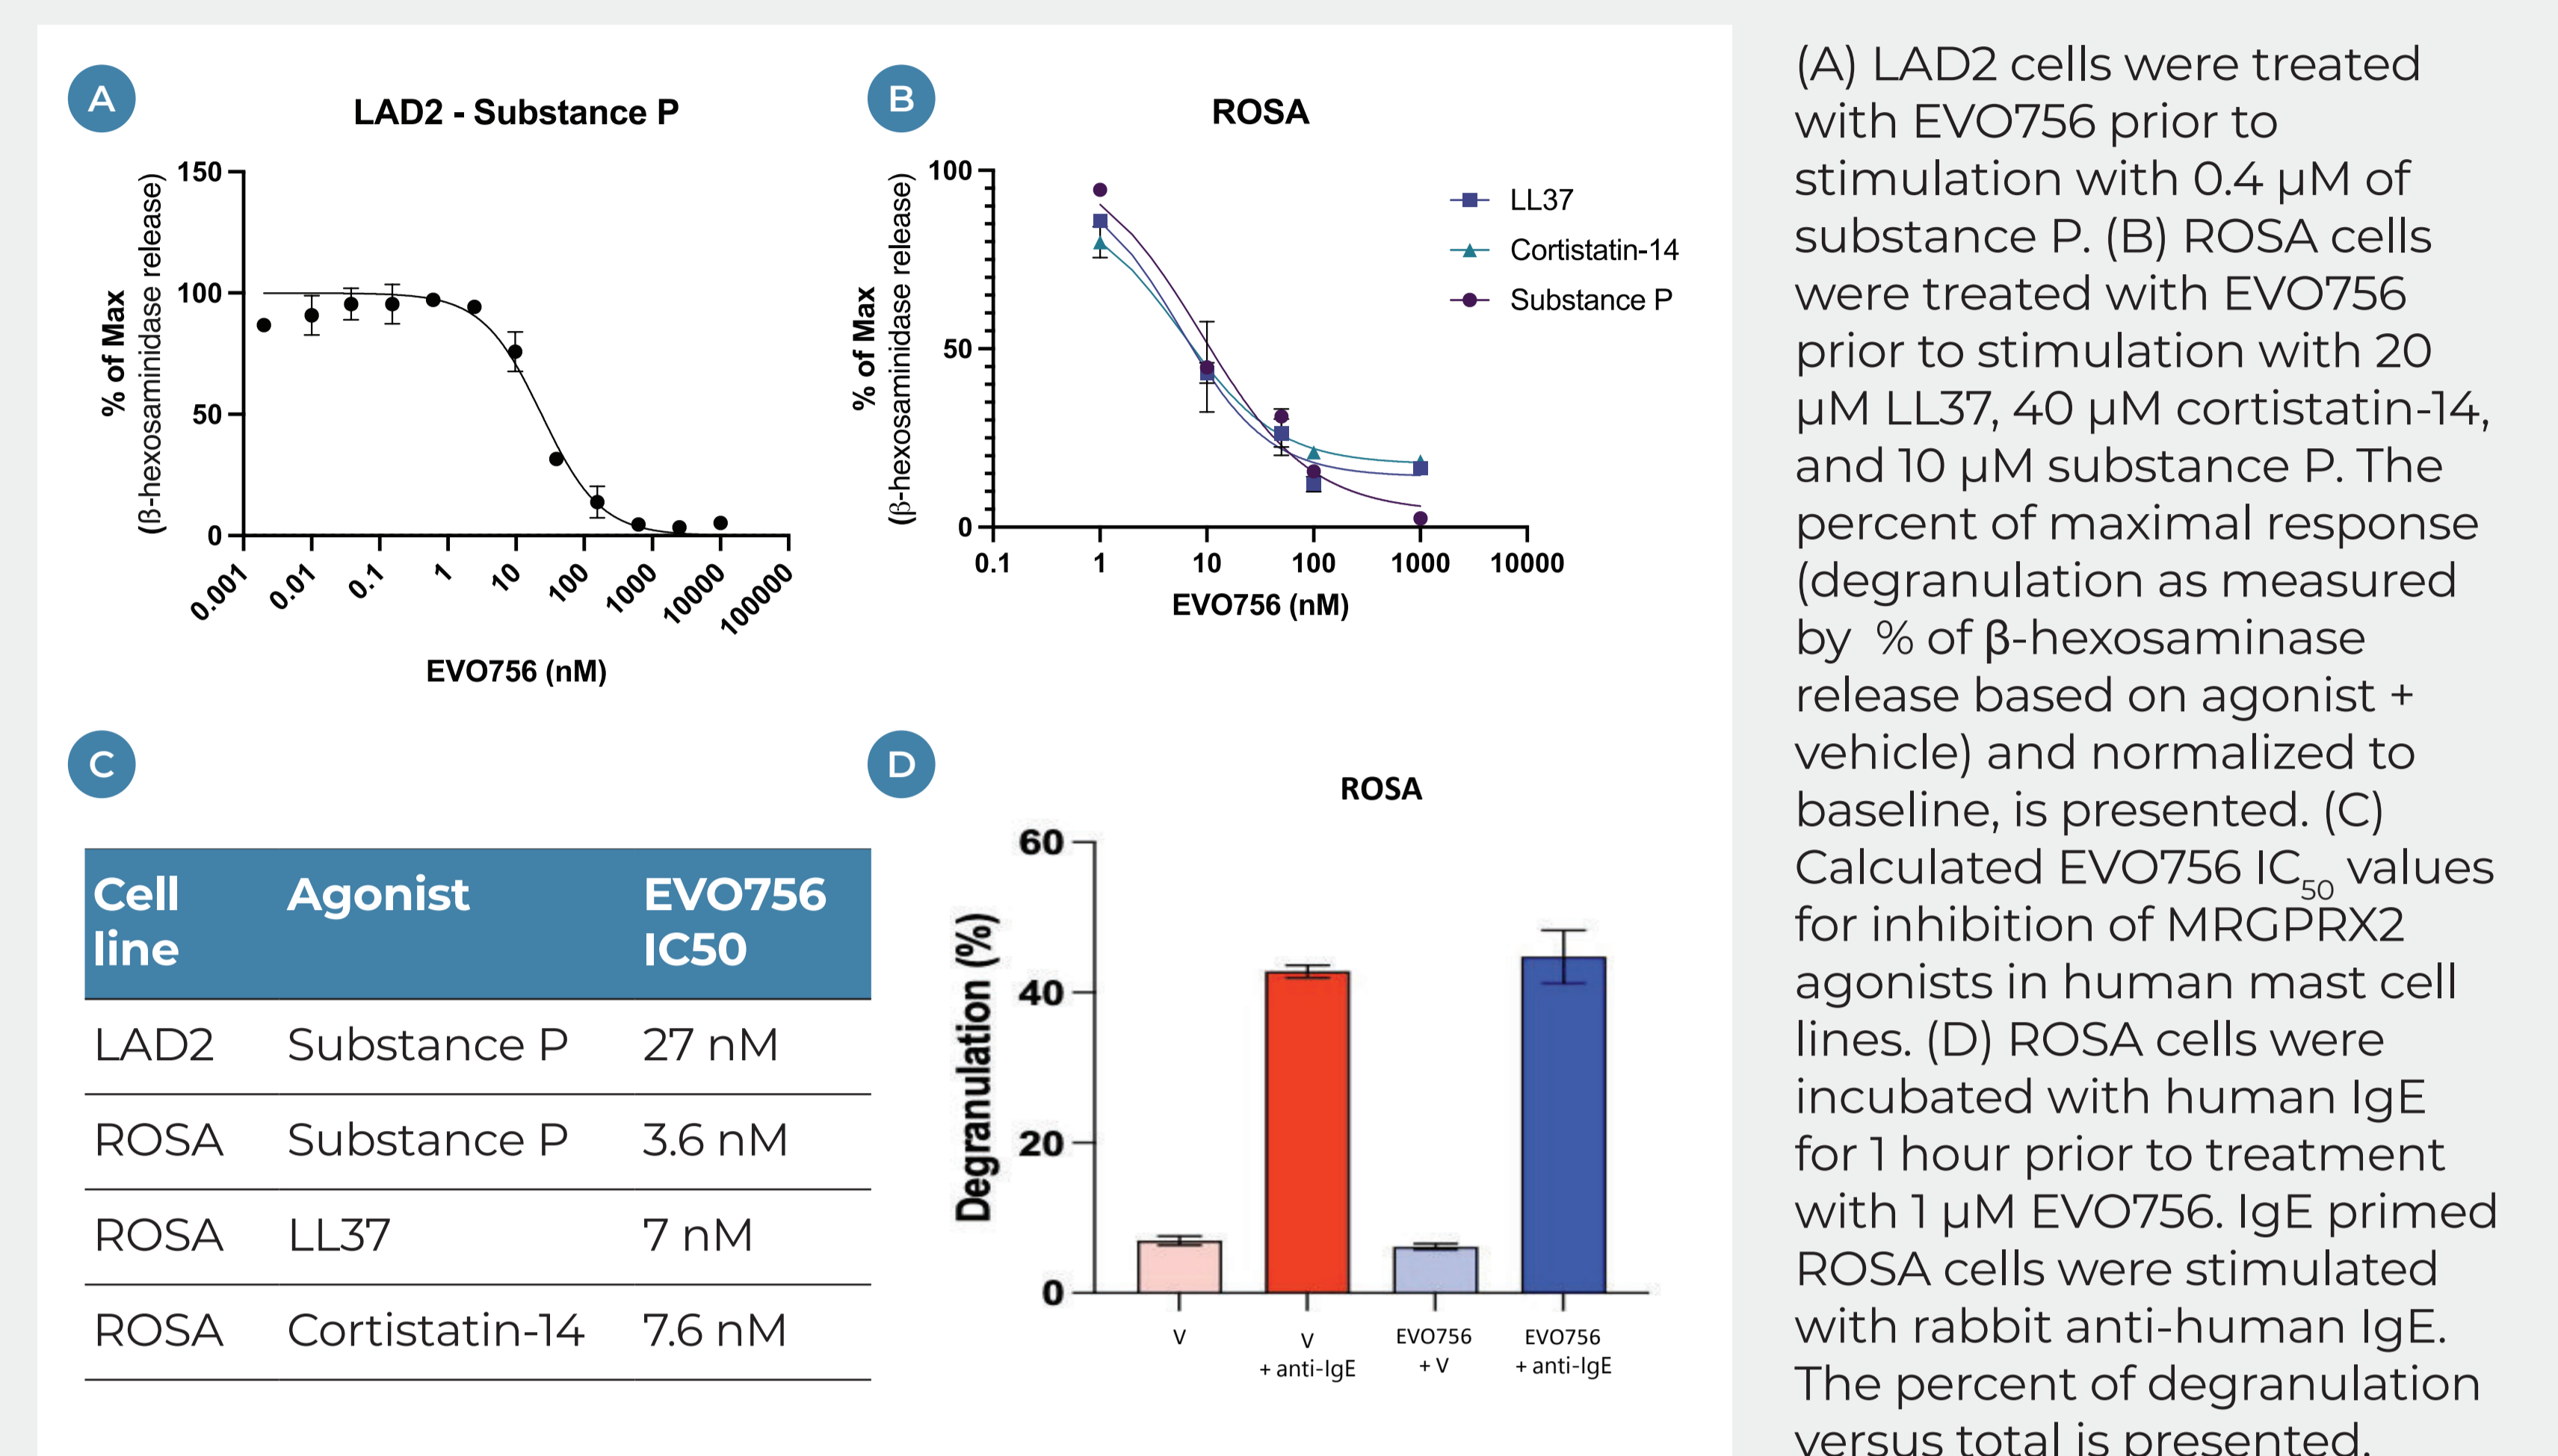 A
LAD2 - Substance P
% of Max
(β-hexosaminidase release)
150
100
50
0
0.001
0.01
0.1
1
10
100
1000
10000
100000
EVO756 (nM)
B
ROSA
% of Max
(β-hexosaminidase release)
100
50
0
0.1
1
10
100
1000
10000
EVO756 (nM)
LL37
Cortistatin-14
Substance P
C
Cell line Agonist EVO756 IC50
LAD2 Substance P 27 nM
ROSA Substance P 3.6 nM
ROSA LL37 7 nM
ROSA Cortistatin-14 7.6 nM
D
ROSA
Degranulation (%)
60
40
20
0
V
V
+ anti-IgE
EVO756
+ V
EVO756
+ anti-IgE
(A) LAD2 cells were treated
with EVO756 prior to
stimulation with 0.4 µM of
substance P. (B) ROSA cells
were treated with EVO756
prior to stimulation with 20
µM LL37, 40 µM cortistatin-14,
and 10 µM substance P. The
percent of maximal response
(degranulation as measured
by % of β-hexosaminase
release based on agonist +
vehicle) and normalized to
baseline, is presented. (C)
Calculated EVO756 IC50 values
for inhibition of MRGPRX2
agonists in human mast cell
lines. (D) ROSA cells were
incubated with human IgE
for 1 hour prior to treatment
with 1 µM EVO756. IgE primed
ROSA cells were stimulated
with rabbit anti-human IgE.
The percent of degranulation
versus total is presented.